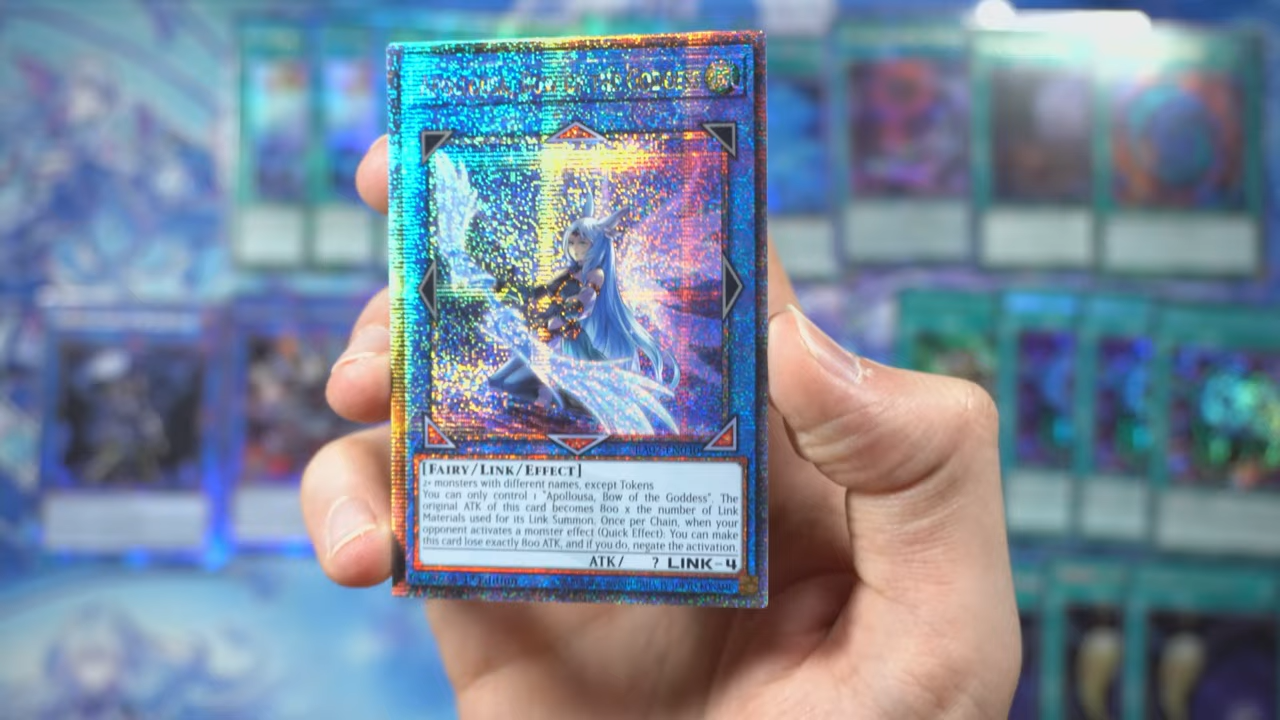 [FAIRY/LINK/EFFECT]
2+ monsters with different names, except Tokens
You can only control 1 "Apollousa, Bow of the Goddess". The
original ATK of this card becomes 800 x the number of Link
Materials used for its Link Summon. Once per Chain, when your
opponent activates a monster effect (Quick Effect): You can make
this card lose exactly 800 ATK, and if you do, negate the activation.
ATK/ ? LINK-4
1st Edition